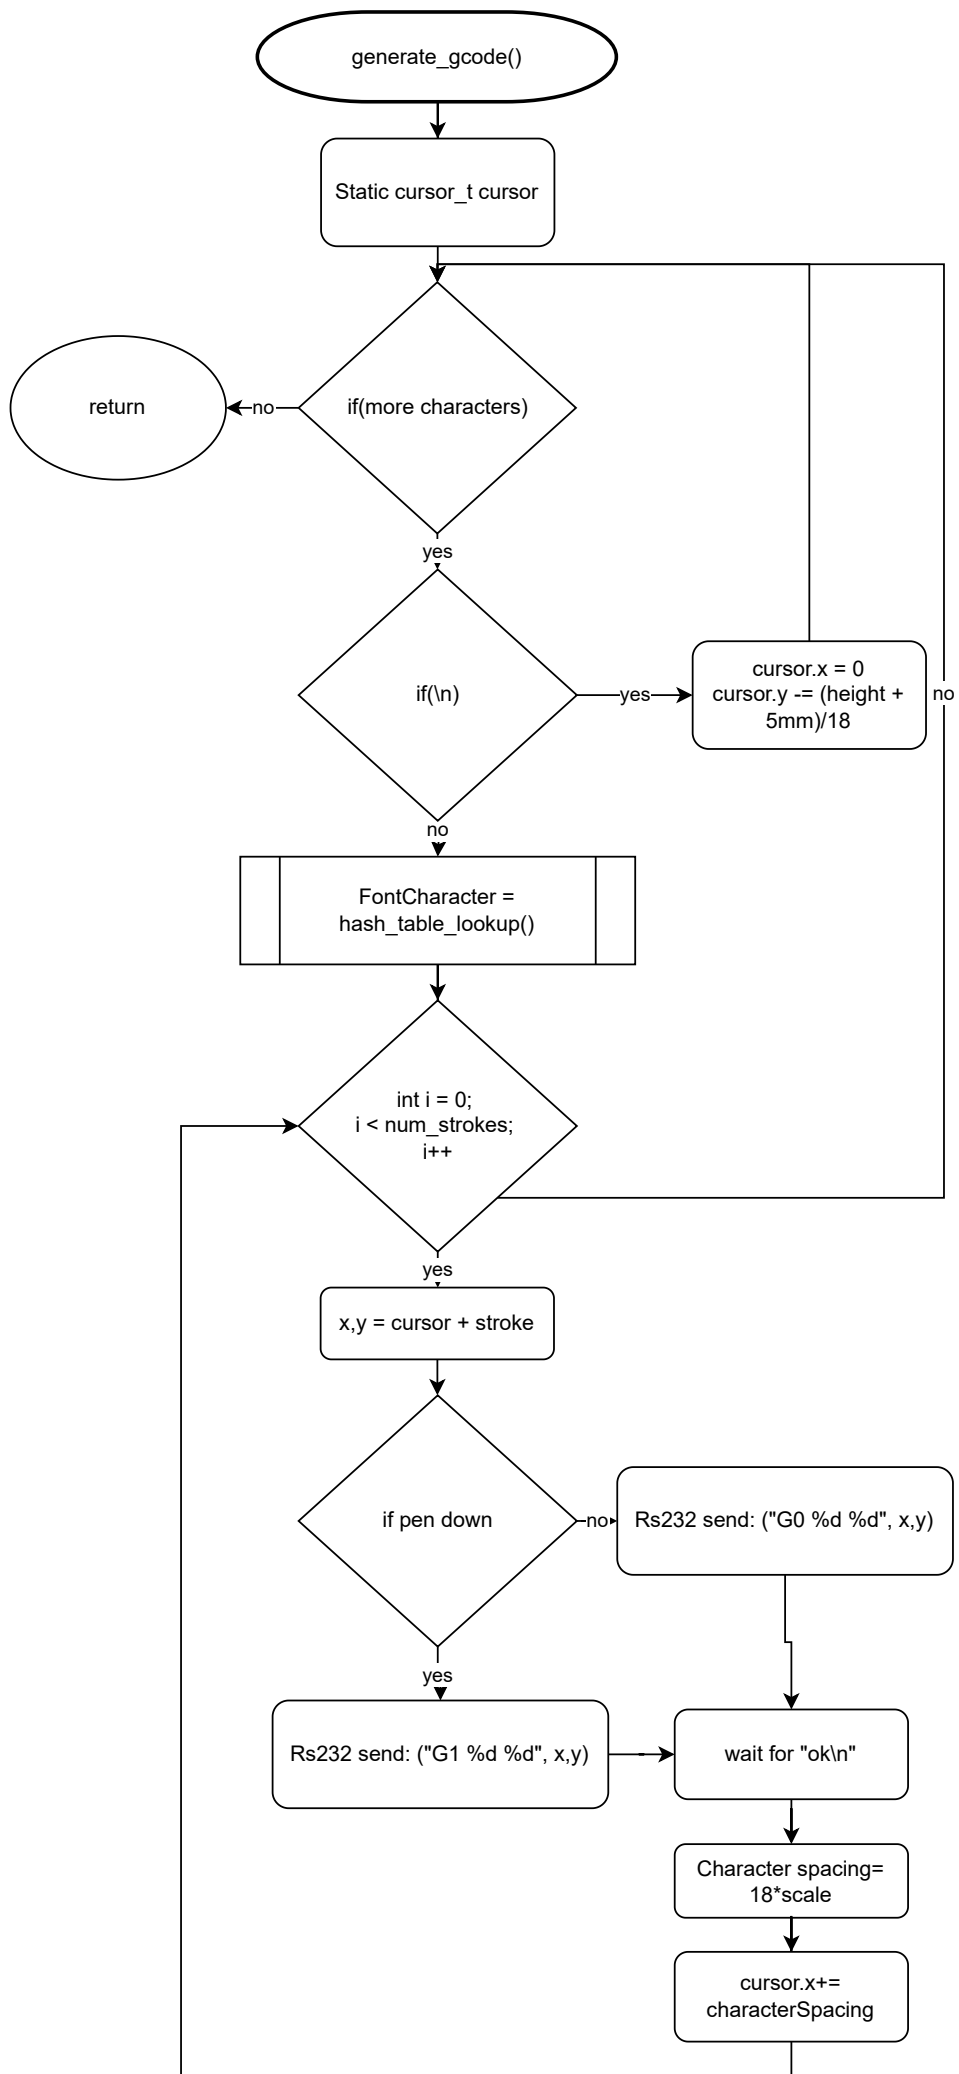 generate_gcode()
Static cursor_t cursor
return
no
if(more characters)
yes
if(\n)
yes
cursor.x = 0
cursor.y -= (height +
5mm)/18
no
no
FontCharacter =
hash_table_lookup()
int i = 0;
i < num_strokes;
i++
yes
x,y = cursor + stroke
if pen down
no
Rs232 send: ("G0 %d %d", x,y)
yes
Rs232 send: ("G1 %d %d", x,y)
wait for "ok\n"
Character spacing=
18*scale
cursor.x+=
characterSpacing